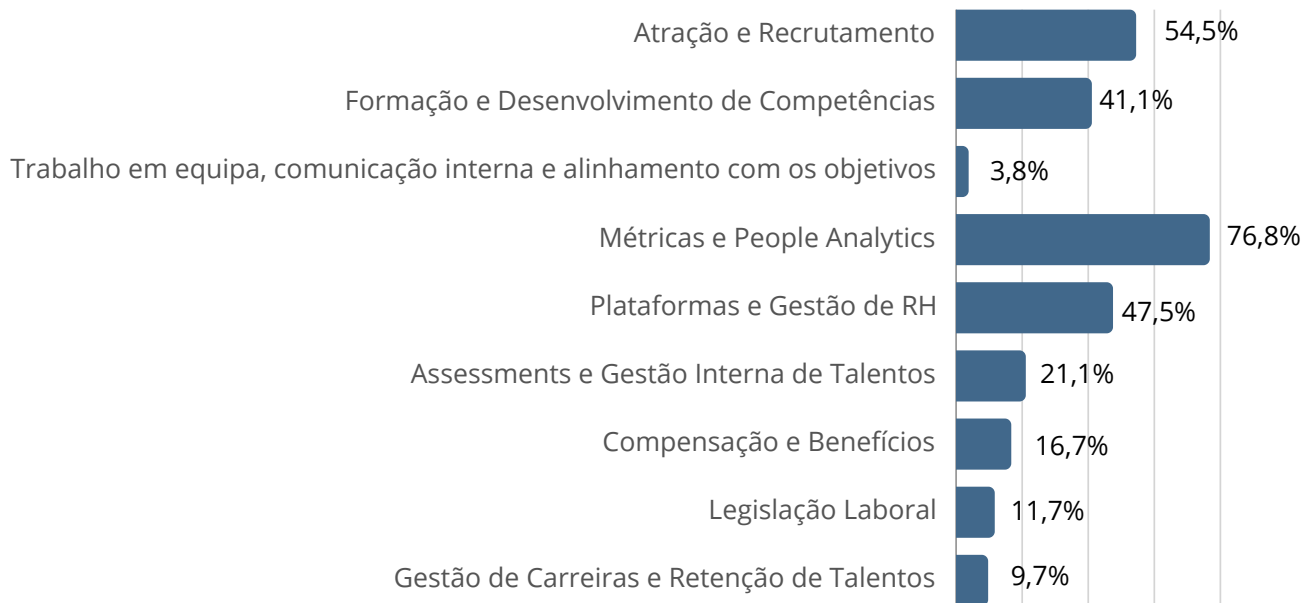 Atração e Recrutamento 54,5%
Formação e Desenvolvimento de Competências 41,1%
Trabalho em equipa, comunicação interna e alinhamento com os objetivos 3,8%
Métricas e People Analytics 76,8%
Plataformas e Gestão de RH 47,5%
Assessments e Gestão Interna de Talentos 21,1%
Compensação e Benefícios 16,7%
Legislação Laboral 11,7%
Gestão de Carreiras e Retenção de Talentos 9,7%